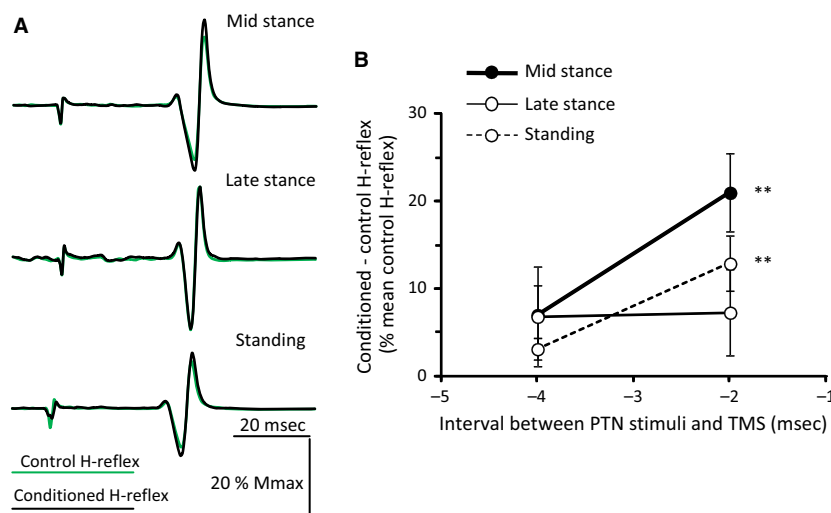 A
Mid stance
Late stance
Standing
20 msec
Control H-reflex
20 % Mmax
Conditioned H-reflex
B
Mid stance
Late stance
Standing
Conditioned - control H-reflex
(% mean control H-reflex)
30
20
10
0
**
**
–5
–4
–3
–2
–1
Interval between PTN stimuli and TMS (msec)